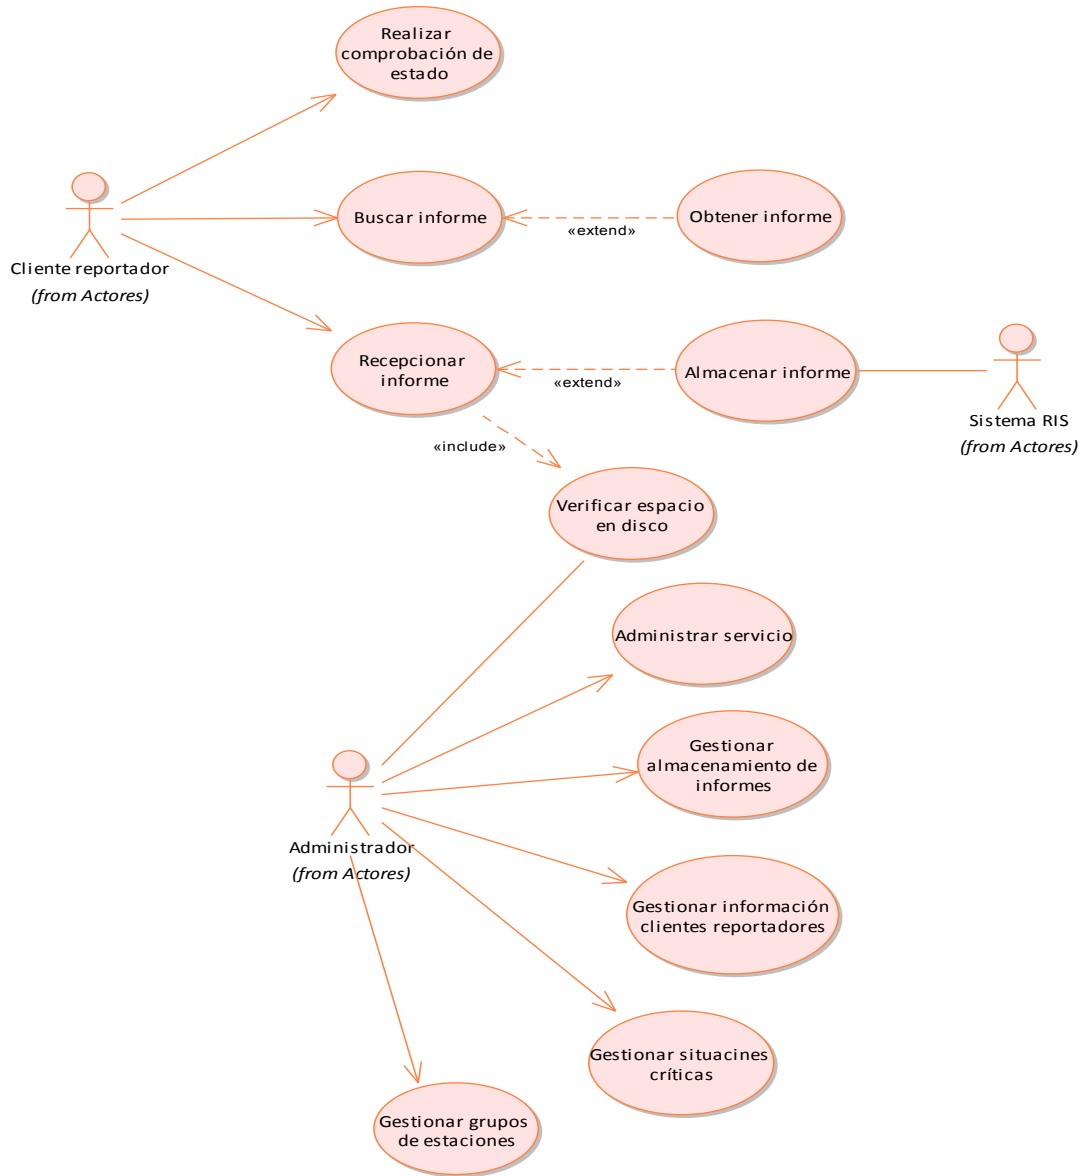 Realizar
comprobación de
estado
Buscar informe
«extend»
Obtener informe
Cliente reportador
(from Actores)
Recepcionar
informe
«extend»
Almacenar informe
Sistema RIS
(from Actores)
«include»
Verificar espacio
en disco
Administrar servicio
Gestionar
almacenamiento de
informes
Administrador
(from Actores)
Gestionar información
clientes reportadores
Gestionar situacines
críticas
Gestionar grupos
de estaciones